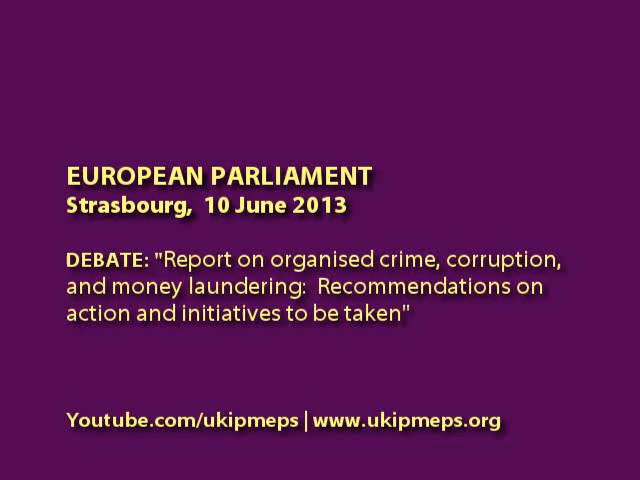 EUROPEAN PARLIAMENT
Strasbourg, 10 June 2013
DEBATE: "Report on organised crime, corruption,
and money laundering: Recommendations on
action and initiatives to be taken"
Youtube.com/ukipmeps | www.ukipmeps.org